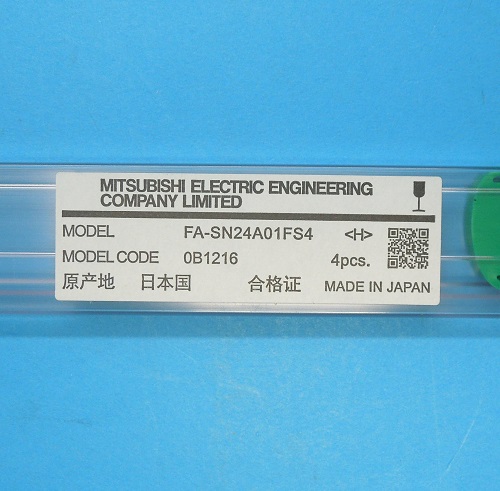 MITSUBISHI ELECTRIC ENGINEERING
COMPANY LIMITED
MODEL FA-SN24A01FS4 <H>
MODEL CODE 0B1216 4pcs.
原产地 日本国 合格证 MADE IN JAPAN